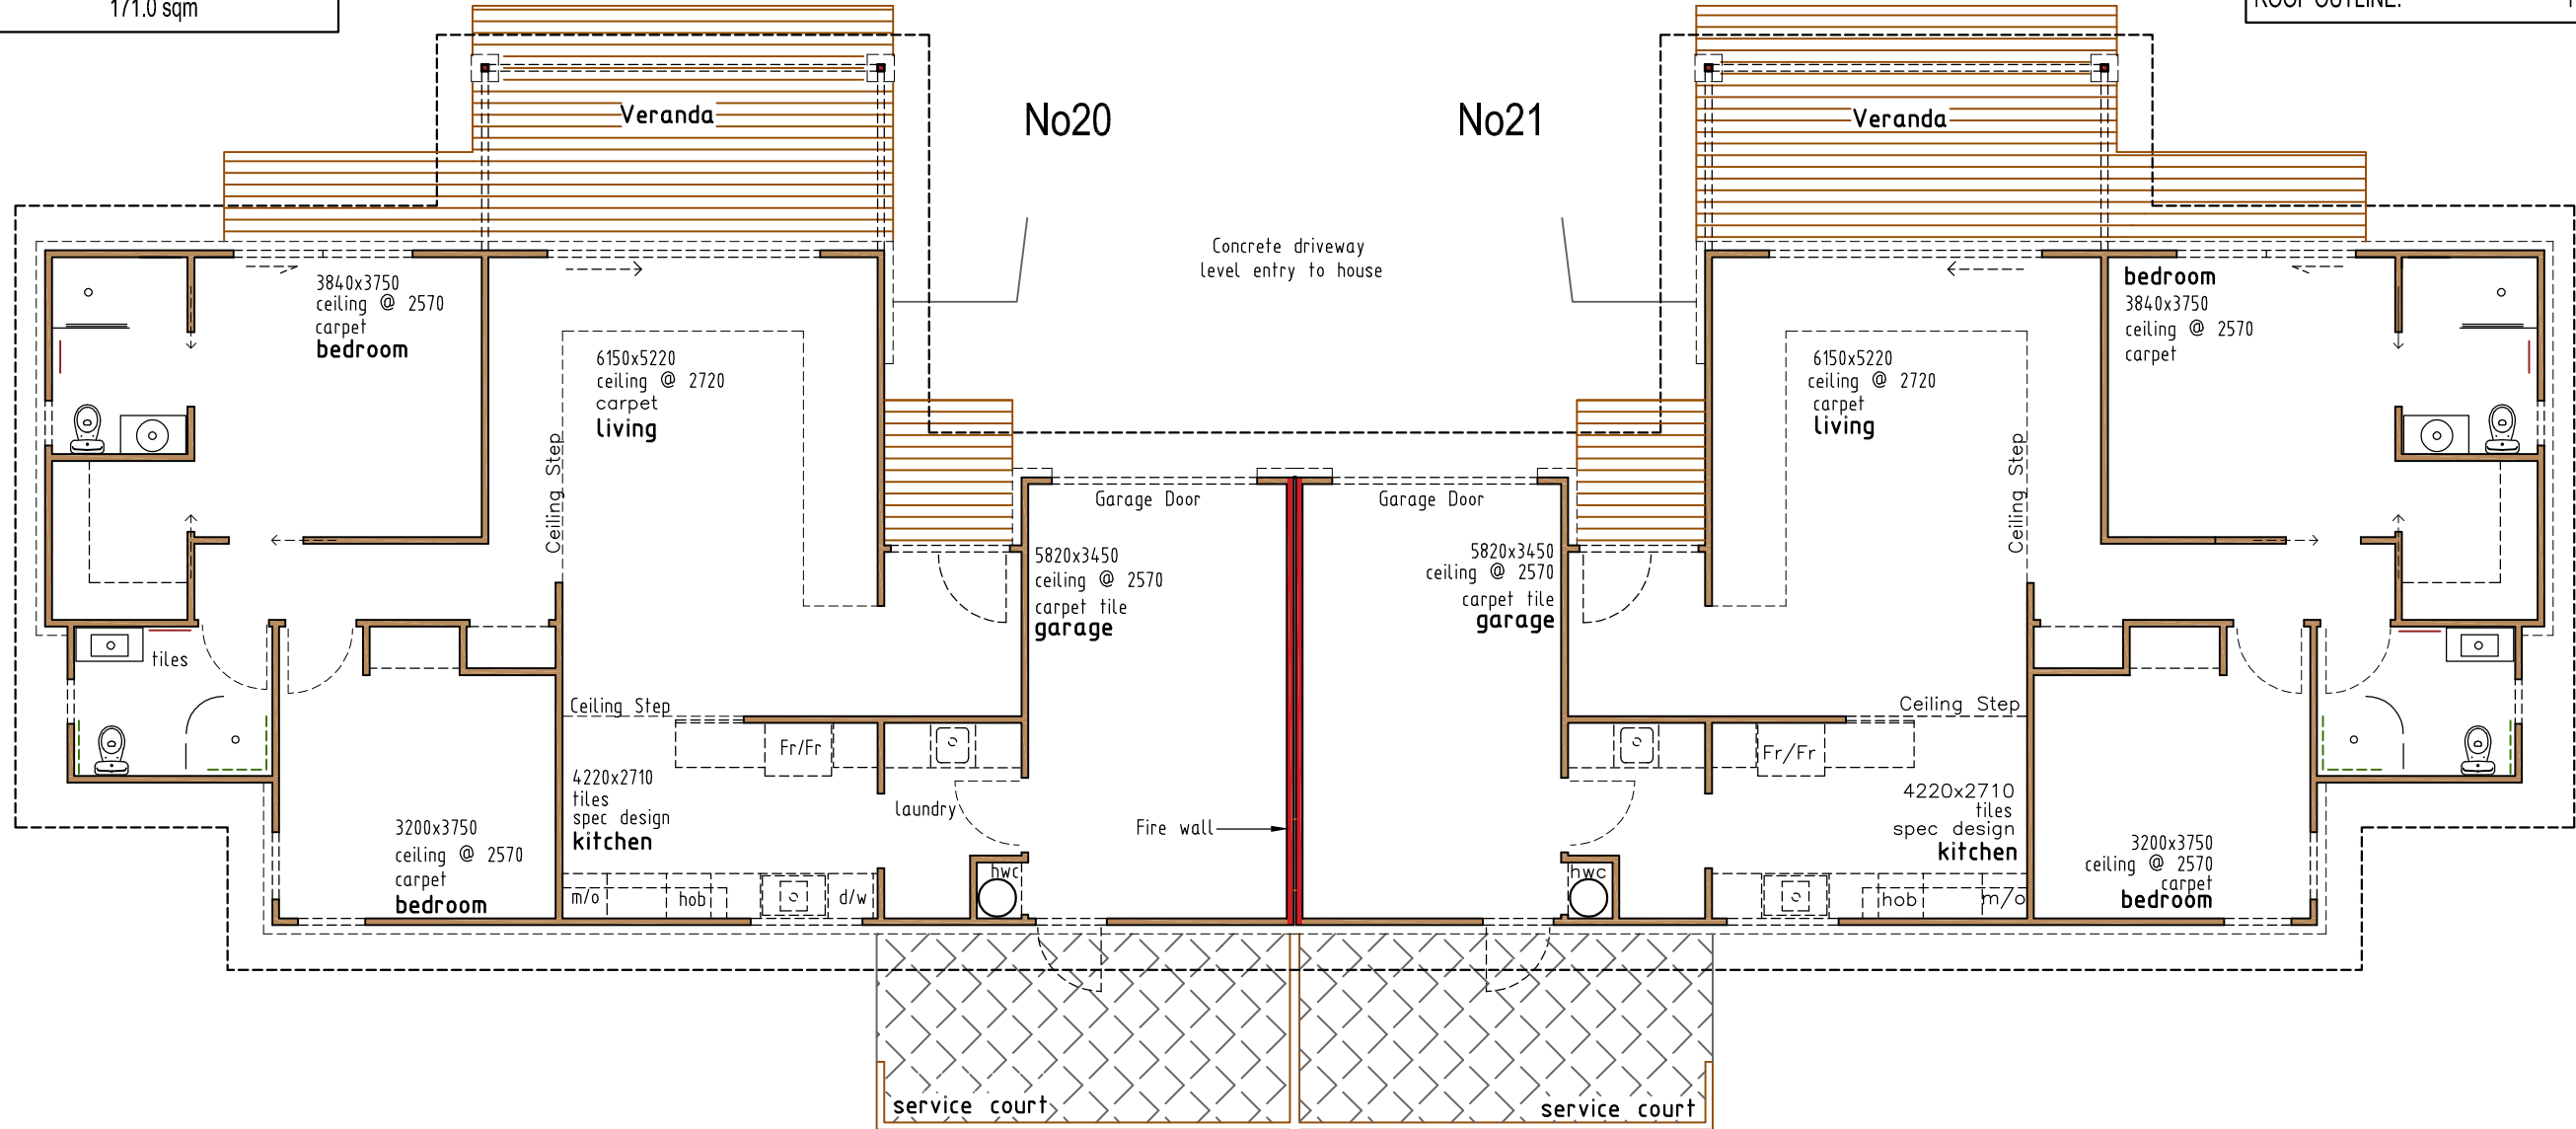 171.0 sqm
ROOF OUTLINE:
Veranda
No20
No21
Veranda
Concrete driveway
level entry to house
3840x3750
ceiling @ 2570
carpet
bedroom
6150x5220
ceiling @ 2720
carpet
living
Ceiling Step
Garage Door
5820x3450
ceiling @ 2570
carpet tile
garage
Garage Door
5820x3450
ceiling @ 2570
carpet tile
garage
6150x5220
ceiling @ 2720
carpet
living
Ceiling Step
bedroom
3840x3750
ceiling @ 2570
carpet
tiles
Ceiling Step
Fr/Fr
4220x2710
tiles
spec design
kitchen
laundry
3200x3750
ceiling @ 2570
carpet
bedroom
m/o
hob
d/w
hwc
Fire wall
hwc
Ceiling Step
Fr/Fr
4220x2710
tiles
spec design
kitchen
hob
m/o
3200x3750
ceiling @ 2570
carpet
bedroom
service court
service court